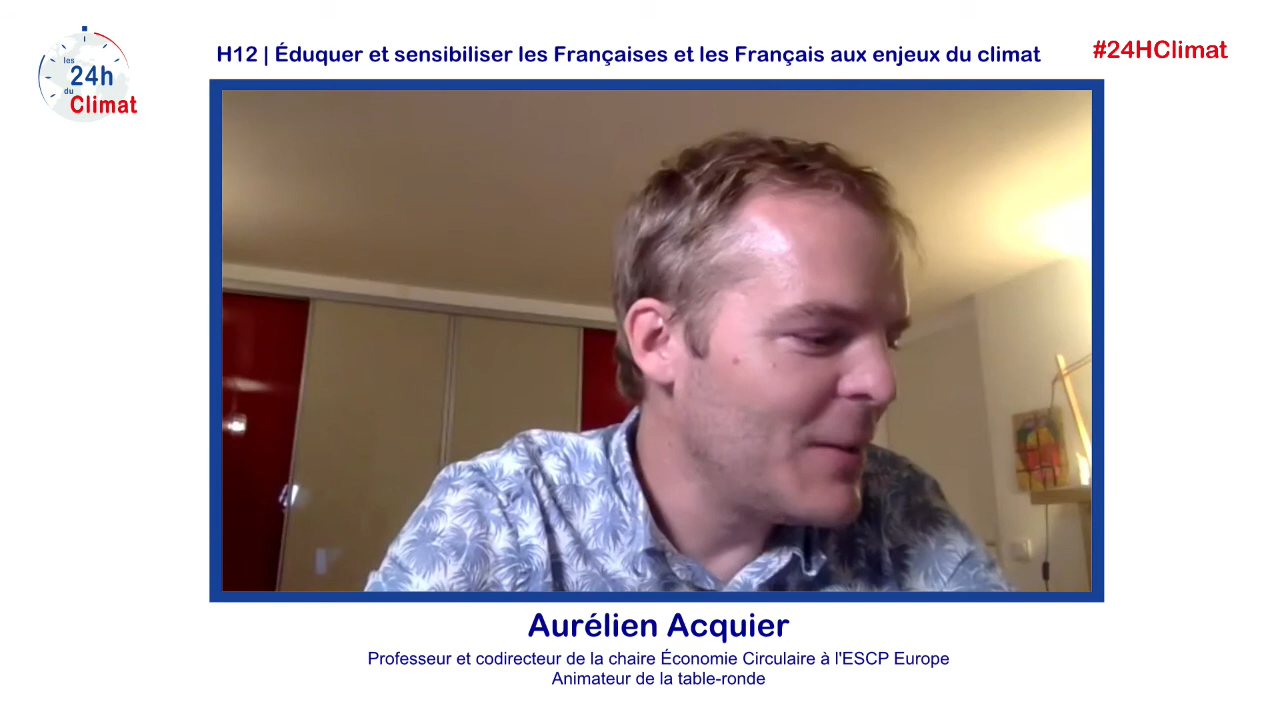 les
24h
du
Climat
H12 | Éduquer et sensibiliser les Françaises et les Français aux enjeux du climat
#24HClimat
Aurélien Acquier
Professeur et codirecteur de la chaire Économie Circulaire à l'ESCP Europe
Animateur de la table-ronde